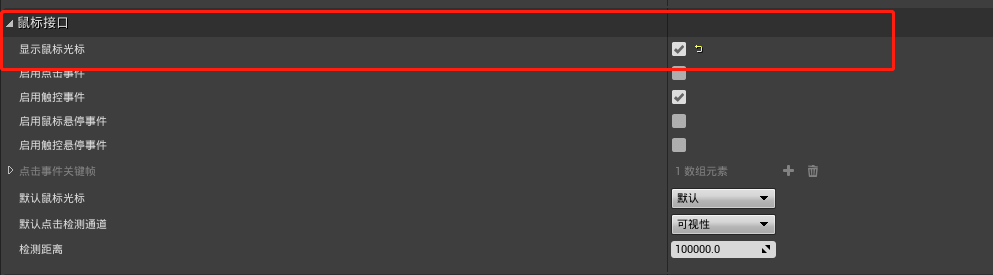 鼠标接口
显示鼠标光标
启用点击事件
启用触控事件
启用鼠标悬停事件
启用触控悬停事件
点击事件关键帧 1 数组元素
默认鼠标光标 默认
默认点击检测通道 可视性
检测距离 100000.0